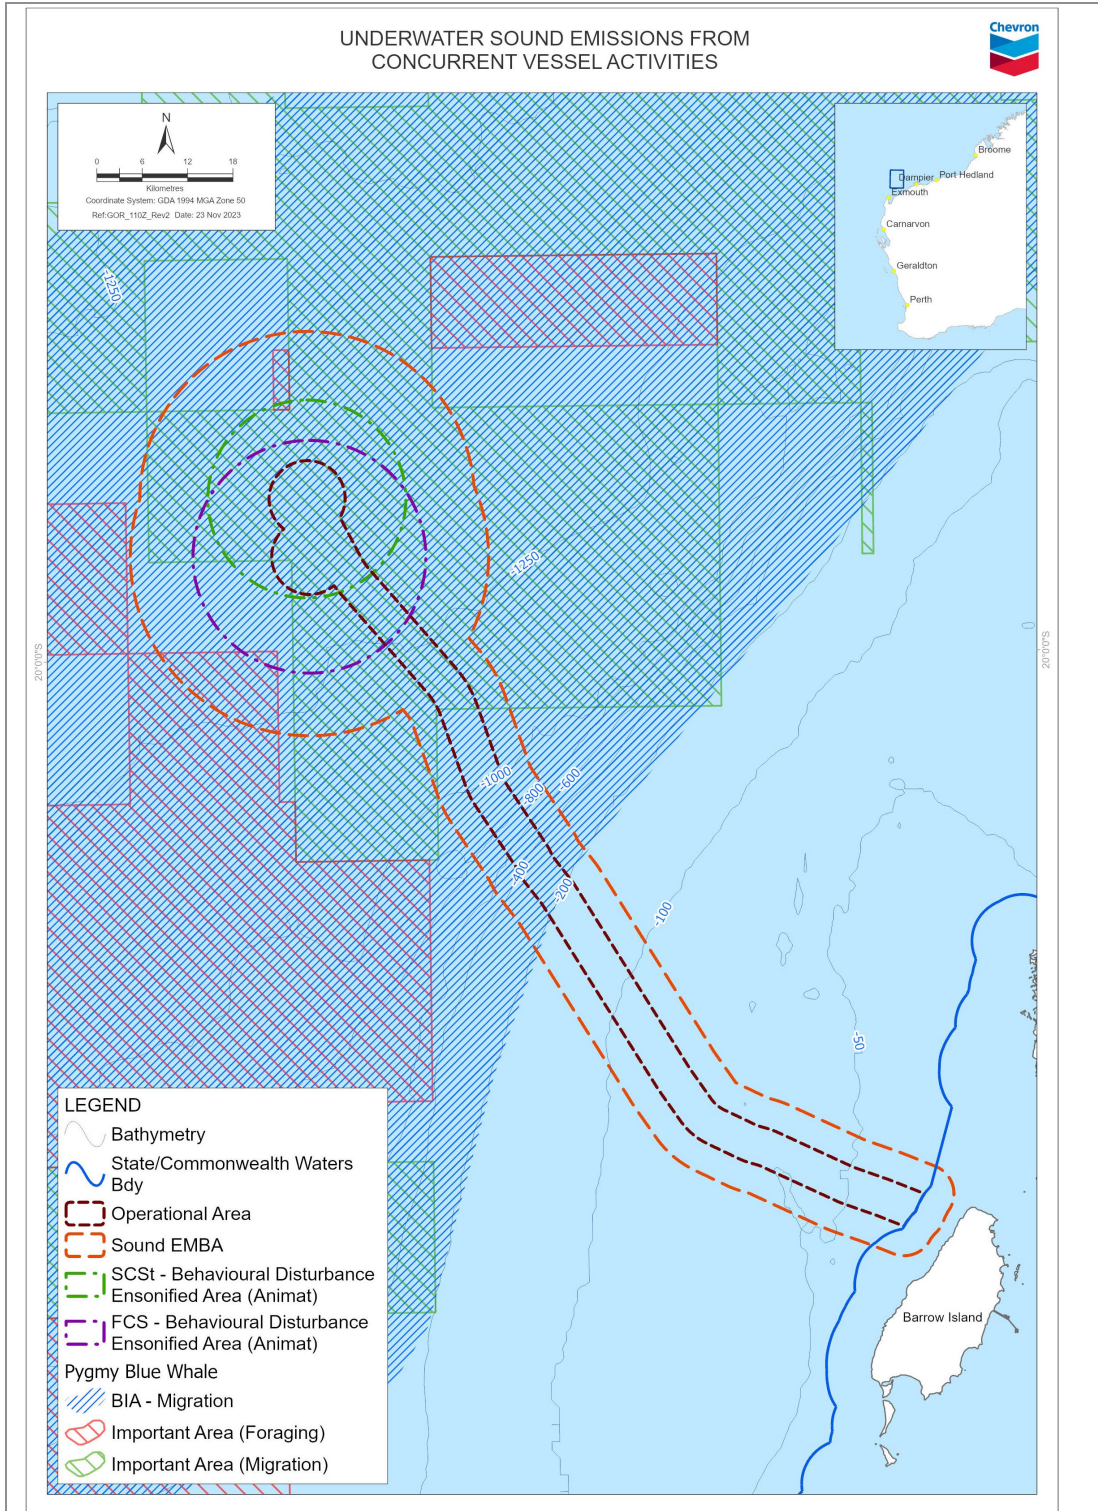 UNDERWATER SOUND EMISSIONS FROM
CONCURRENT VESSEL ACTIVITIES
Chevron
N
0 6 12 18
Kilometres
Coordinate System: GDA 1994 MGA Zone 50
Ref:GOR_110Z_Rev2 Date: 23 Nov 2023
Broome
Dampier
Port Hedland
Exmouth
Carnarvon
Geraldton
Perth
-1250
-1250
20°0'0"S
20°0'0"S
-1000
-800
-600
-400
-200
-100
-50
Barrow Island
LEGEND
Bathymetry
State/Commonwealth Waters
Bdy
Operational Area
Sound EMBA
SCSt - Behavioural Disturbance
Ensonified Area (Animat)
FCS - Behavioural Disturbance
Ensonified Area (Animat)
Pygmy Blue Whale
BIA - Migration
Important Area (Foraging)
Important Area (Migration)